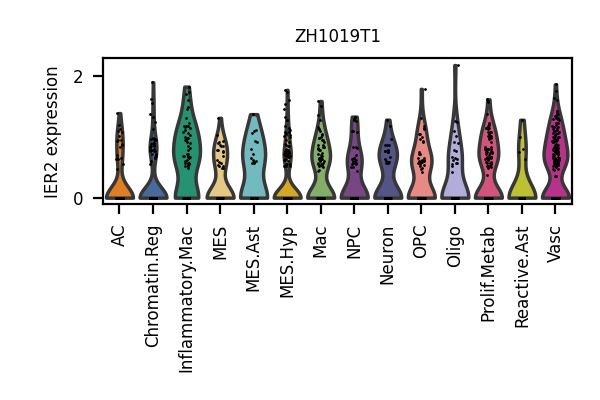 ZH1019T1
IER2 expression
2
0
AC
Chromatin.Reg
Inflammatory.Mac
MES
MES.Ast
MES.Hyp
Mac
NPC
Neuron
OPC
Oligo
Prolif.Metab
Reactive.Ast
Vasc